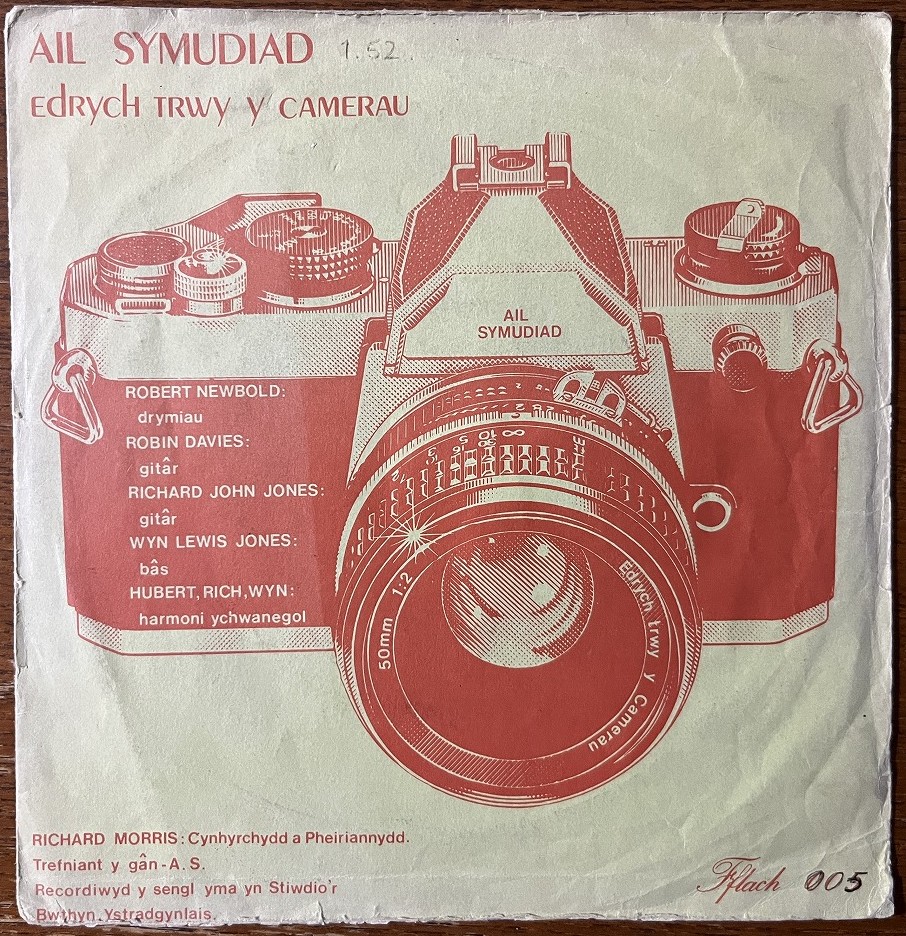 AIL SYMUDIAD 1.52
Edrych TRWY Y CAMERAU
AIL
SYMUDIAD
ROBERT NEWBOLD:
drymiau
ROBIN DAVIES:
gitâr
RICHARD JOHN JONES:
gitâr
WYN LEWIS JONES:
bâs
HUBERT, RICH, WYN:
harmoni ychwanegol
50mm 1:2
Edrych trwy y Camerau
RICHARD MORRIS: Cynhyrchydd a Pheiriannydd.
Trefniant y gân - A. S.
Recordiwyd y sengl yma yn Stiwdio'r
Bwthyn, Ystradgynlais.
Fflach 005